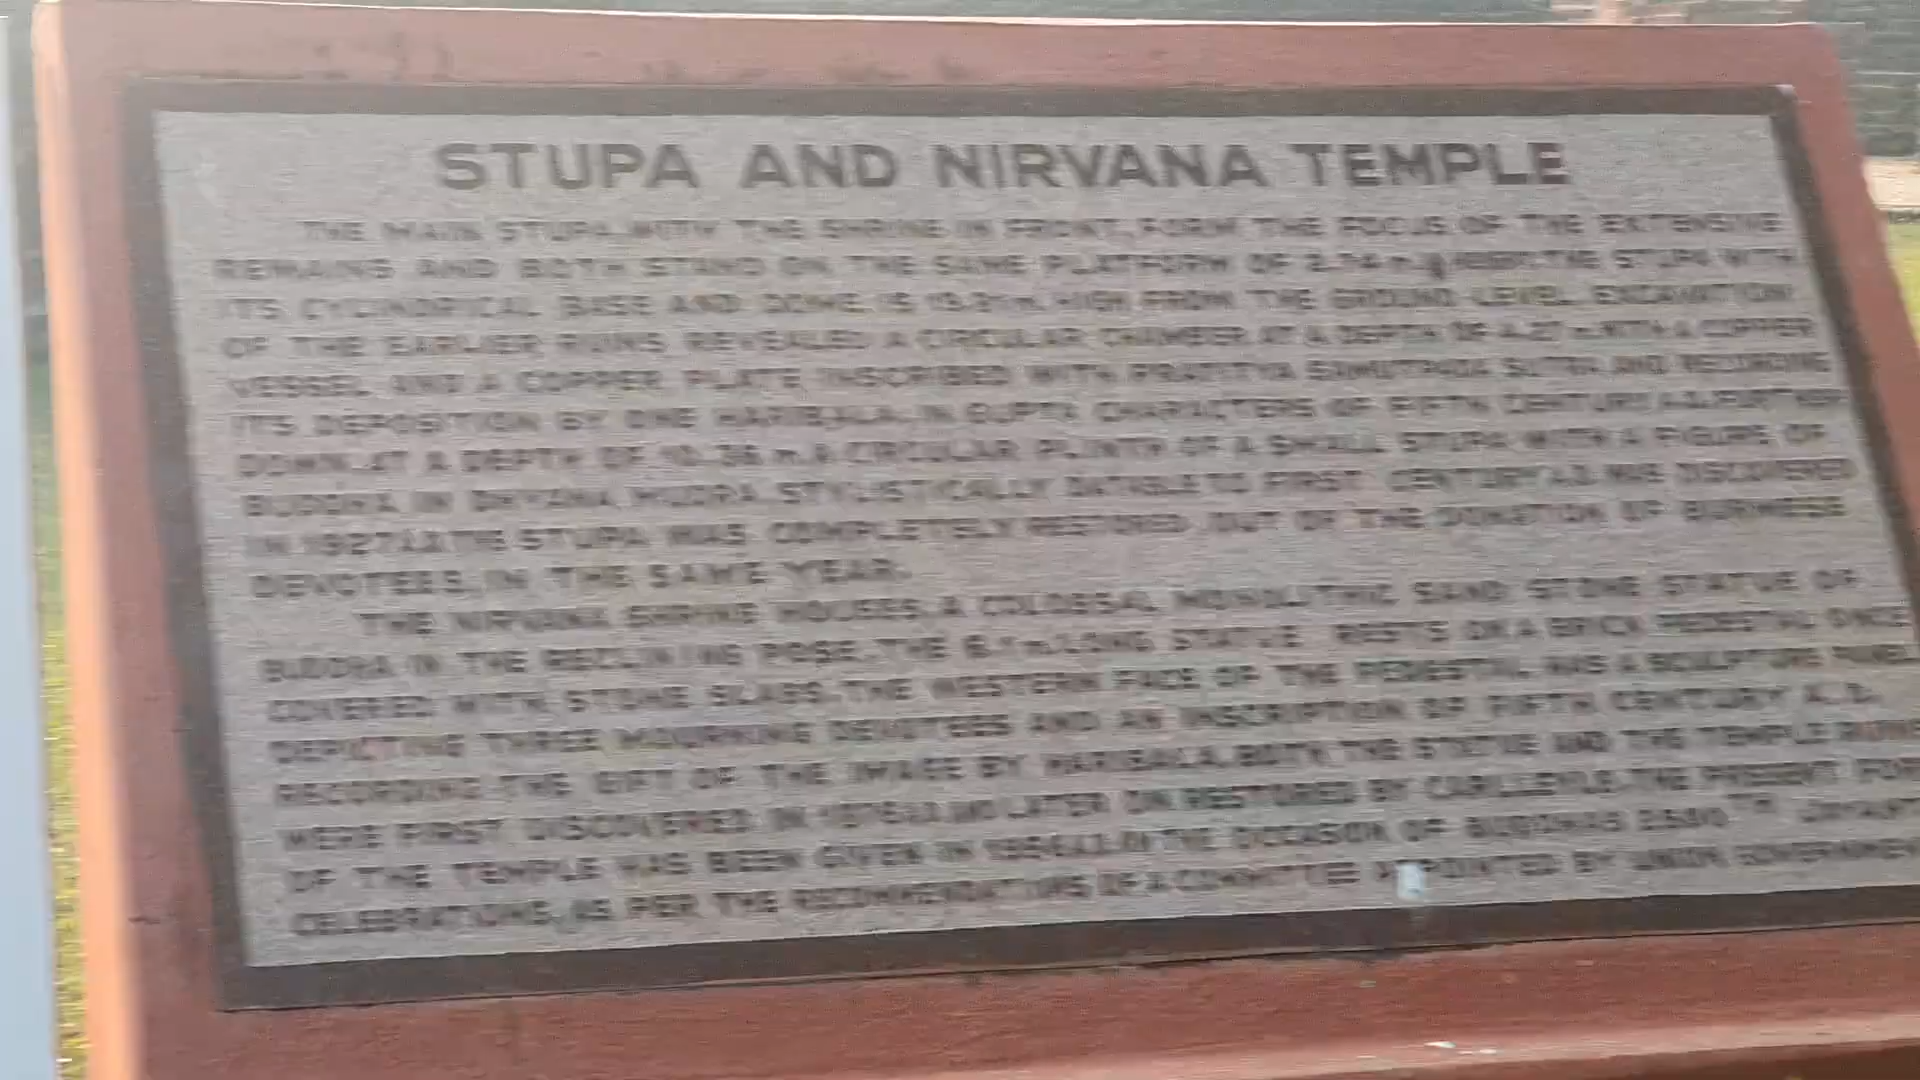 STUPA AND NIRVANA TEMPLE
THE MAIN STUPA, WITH THE SHRINE IN FRONT, FORM THE FOCUS OF THE EXTENSIVE
REMAINS AND BOTH STAND ON THE SAME PLATFORM OF 2.74 m. THE STUPA WITH
ITS CYLINDRICAL BASE AND DOME, IS HIGH FROM THE GROUND LEVEL. EXCAVATION
OF THE EARLIER RUINS REVEALED A CIRCULAR CHAMBER AT A DEPTH OF 4.27 m. WITH A COPPER
VESSEL AND A COPPER PLATE INSCRIBED WITH PRATITYA SAMUTPADA SUTRA AND RECORDING
ITS DEPOSITION BY ONE HARIBALA, IN GUPTA CHARACTERS OF FIFTH CENTURY A.D. FURTHER
DOWN, AT A DEPTH OF 10.36 m. A CIRCULAR PLINTH OF A SMALL STUPA WITH A FIGURE OF
BUDDHA IN DHYANA MUDRA STYLISTICALLY DATABLE TO FIRST CENTURY A.D. WAS DISCOVERED
IN 1927 A.D. THE STUPA WAS COMPLETELY RESTORED OUT OF THE DONATION OF BURMESE
DEVOTEES, IN THE SAME YEAR.
THE NIRVANA SHRINE HOUSES, A COLOSSAL MONOLITHIC SAND STONE STATUE OF
BUDDHA IN THE RECLINING POSE. THE 6.1 m. LONG STATUE RESTS ON A BRICK PEDESTAL ONCE
COVERED WITH STONE SLABS. THE WESTERN FACE OF THE PEDESTAL HAS A SCULPTURE PANEL
DEPICTING THREE MOURNING DEVOTEES AND AN INSCRIPTION OF FIFTH CENTURY A.D.
RECORDING THE GIFT OF THE IMAGE BY HARIBALA. BOTH THE STATUE AND THE TEMPLE RUINS
WERE FIRST DISCOVERED IN 1876 A.D. AND LATER ON RESTORED BY CARLLEYLE. THE PRESENT
OF THE TEMPLE HAS BEEN GIVEN IN 1956 A.D. ON THE OCCASION OF BUDDHAS 2500TH
CELEBRATIONS, AS PER THE RECOMMENDATIONS OF A COMMITTEE APPOINTED BY UNION GOVERNMENT